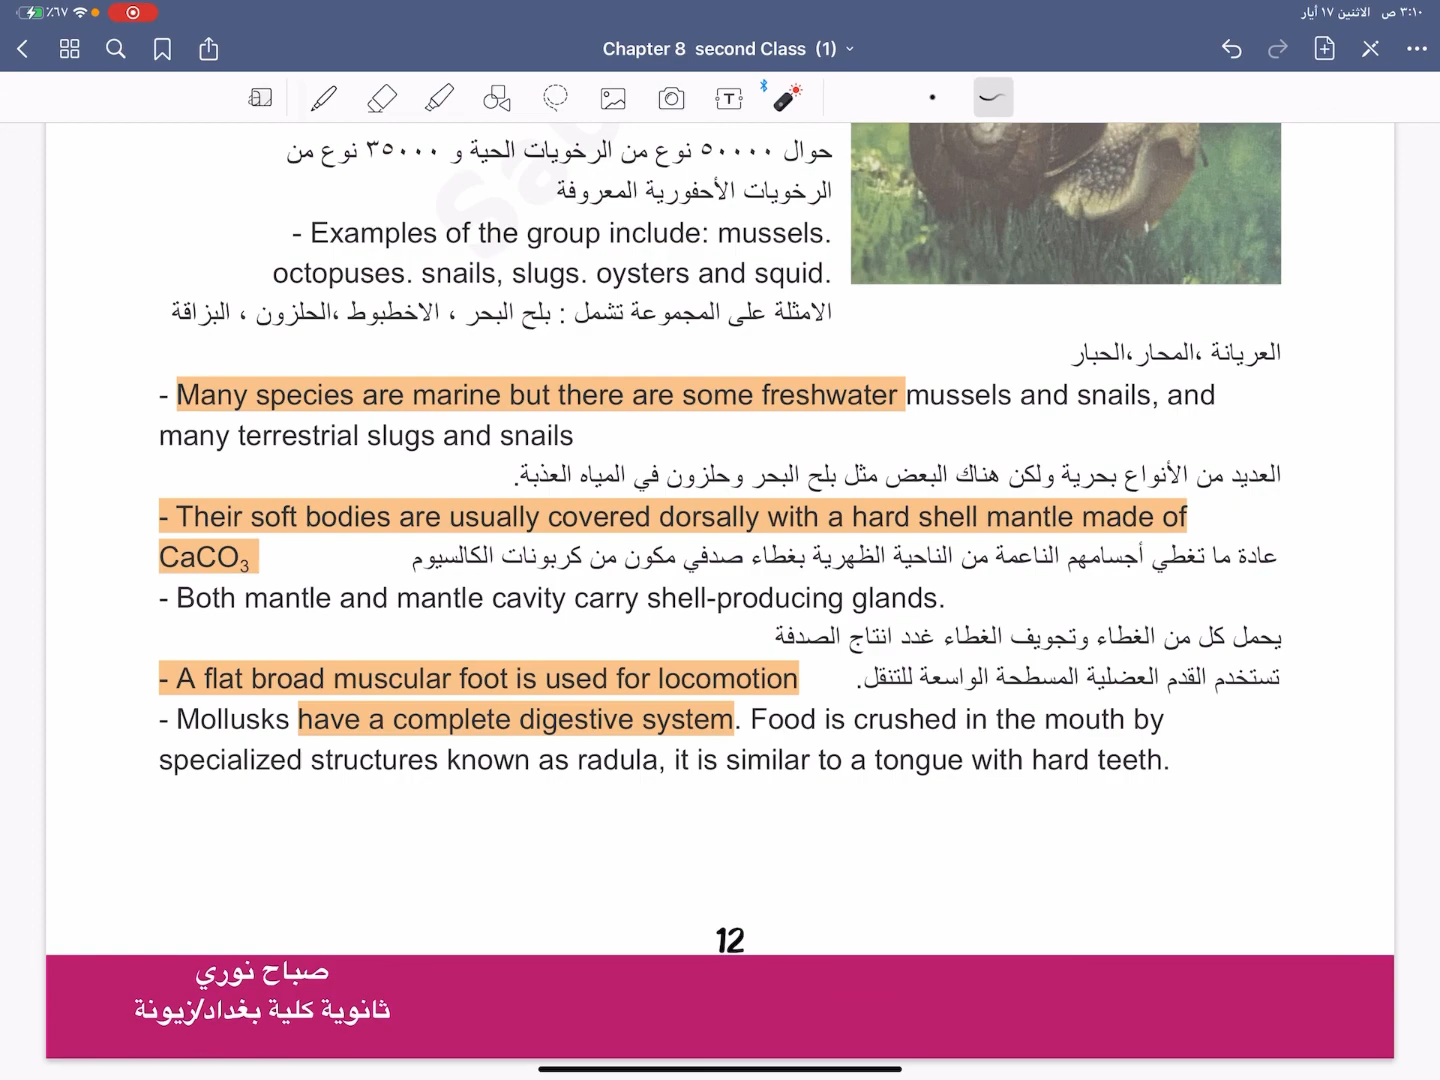 ٪٦٧ ٣:١٠ ص الاثنين ١٧ أيار
Chapter 8 second Class (1)
T
حوال ٥٠٠٠٠ نوع من الرخويات الحية و ٣٥٠٠٠ نوع من
الرخويات الأحفورية المعروفة
- Examples of the group include: mussels.
octopuses. snails, slugs. oysters and squid.
الامثلة على المجموعة تشمل : بلح البحر ، الاخطبوط ،الحلزون ، البزاقة
العريانة ،المحار،الحبار
- Many species are marine but there are some freshwater mussels and snails, and
many terrestrial slugs and snails
العديد من الأنواع بحرية ولكن هناك البعض مثل بلح البحر وحلزون في المياه العذبة.
- Their soft bodies are usually covered dorsally with a hard shell mantle made of
CaCO₃ عادة ما تغطي أجسامهم الناعمة من الناحية الظهرية بغطاء صدفي مكون من كربونات الكالسيوم
- Both mantle and mantle cavity carry shell-producing glands.
يحمل كل من الغطاء وتجويف الغطاء غدد انتاج الصدفة
- A flat broad muscular foot is used for locomotion تستخدم القدم العضلية المسطحة الواسعة للتنقل.
- Mollusks have a complete digestive system. Food is crushed in the mouth by
specialized structures known as radula, it is similar to a tongue with hard teeth.
12
صباح نوري
ثانوية كلية بغداد/زيونة